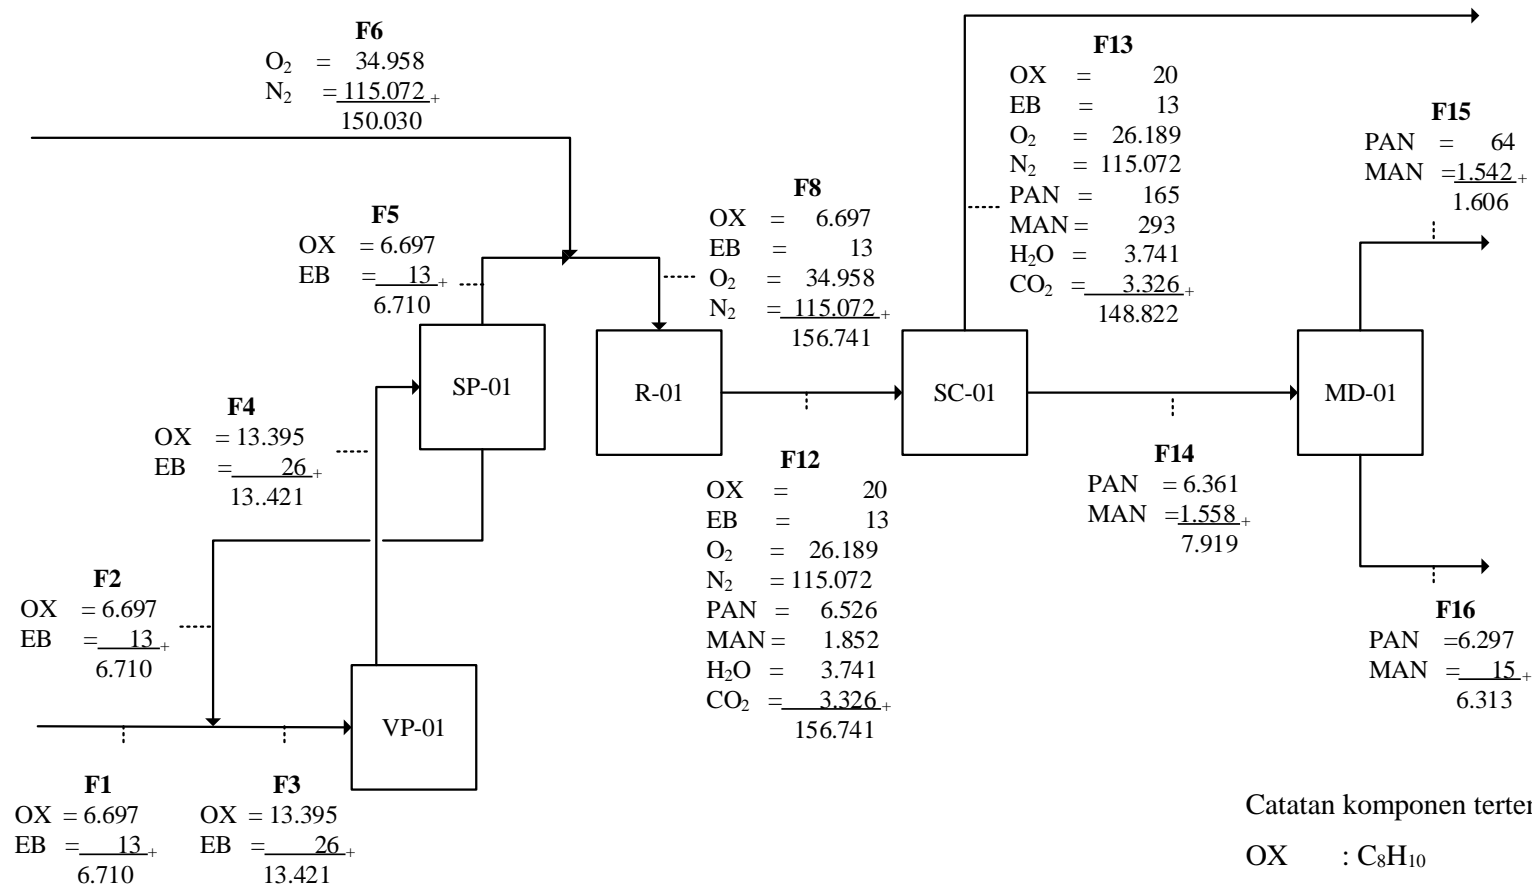 F6
O₂ = 34.958
N₂ = 115.072 +
150.030
F13
OX = 20
EB = 13
O₂ = 26.189
N₂ = 115.072
PAN = 165
MAN = 293
H₂O = 3.741
CO₂ = 3.326 +
148.822
F15
PAN = 64
MAN = 1.542 +
1.606
F5
OX = 6.697
EB = 13 +
6.710
F8
OX = 6.697
EB = 13
O₂ = 34.958
N₂ = 115.072 +
156.741
SP-01
R-01
SC-01
MD-01
F4
OX = 13.395
EB = 26 +
13..421
F12
OX = 20
EB = 13
O₂ = 26.189
N₂ = 115.072
PAN = 6.526
MAN = 1.852
H₂O = 3.741
CO₂ = 3.326 +
156.741
F14
PAN = 6.361
MAN = 1.558 +
7.919
F2
OX = 6.697
EB = 13 +
6.710
F16
PAN = 6.297
MAN = 15 +
6.313
VP-01
F1
OX = 6.697
EB = 13 +
6.710
F3
OX = 13.395
EB = 26 +
13.421
Catatan komponen
OX : C₈H₁₀